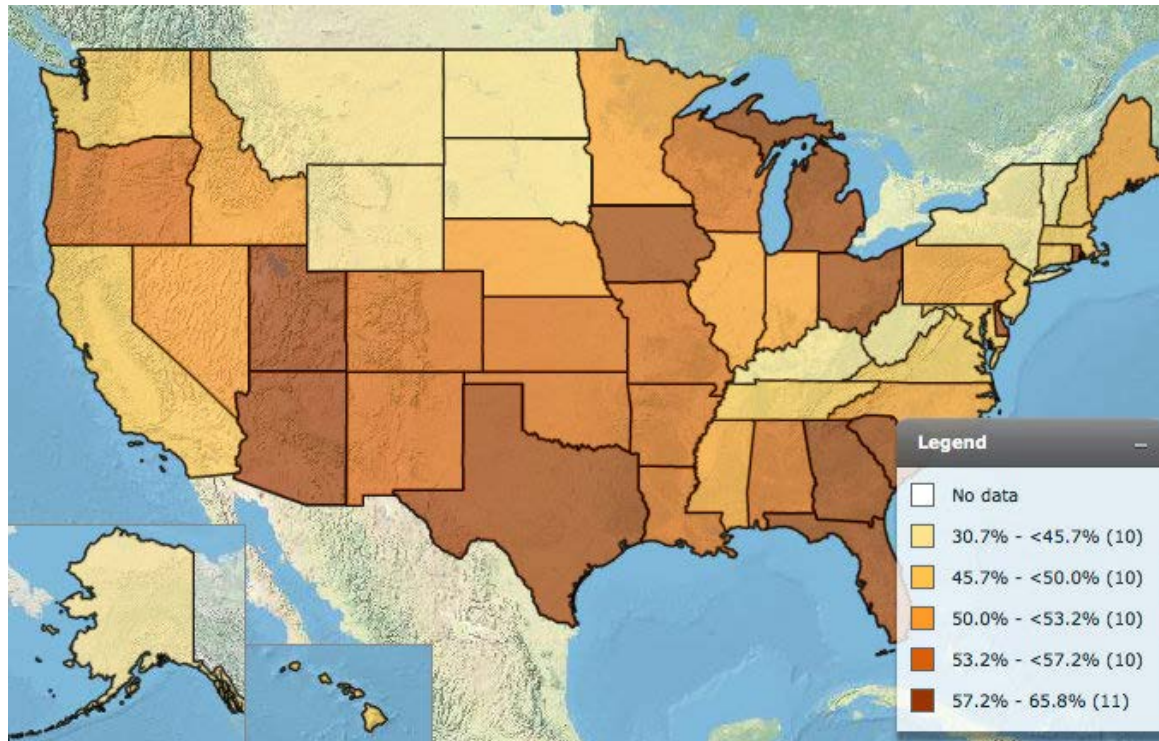 Legend
No data
30.7% - <45.7% (10)
45.7% - <50.0% (10)
50.0% - <53.2% (10)
53.2% - <57.2% (10)
57.2% - 65.8% (11)